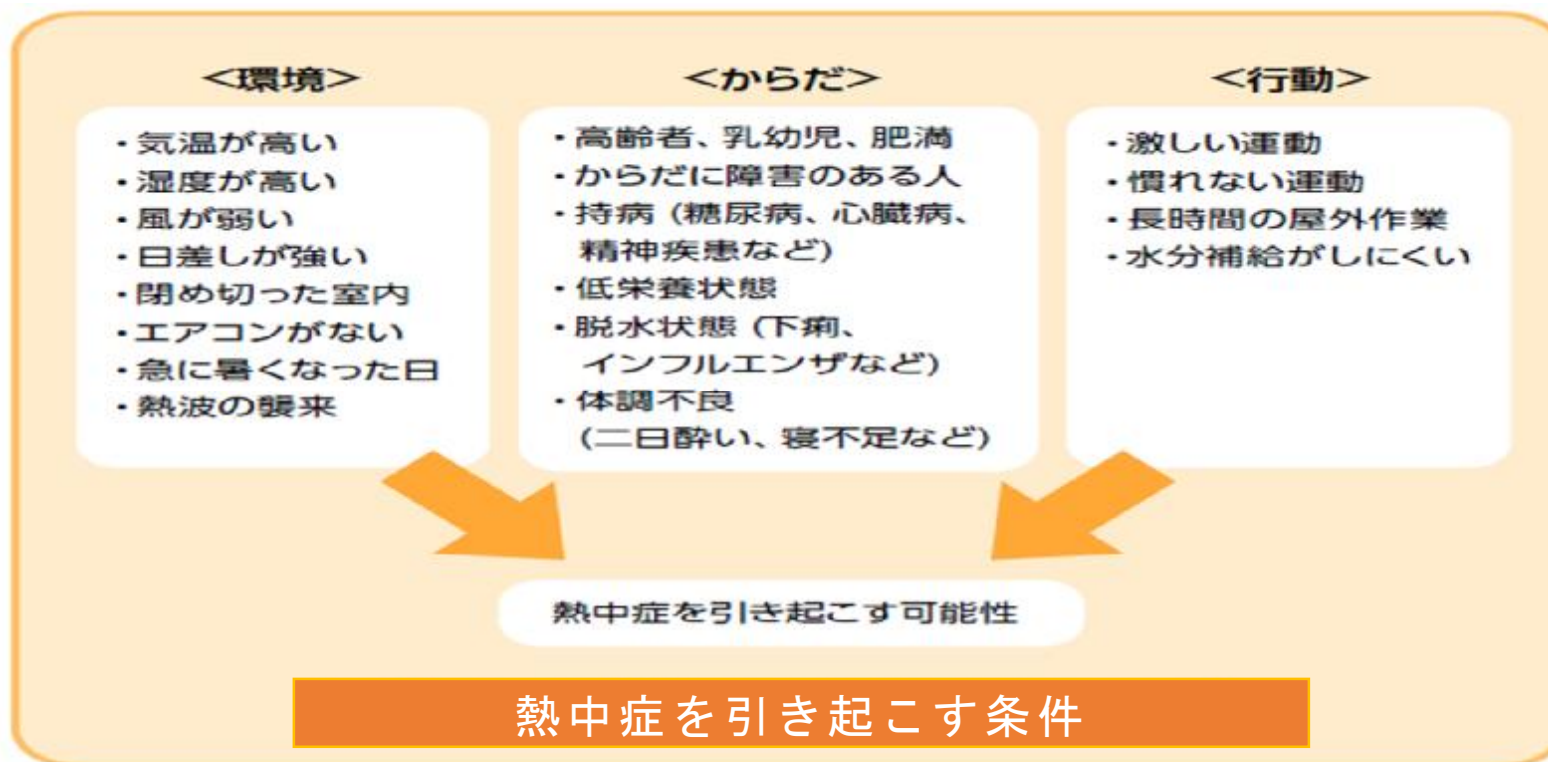 ＜環境＞
・気温が高い
・湿度が高い
・風が弱い
・日差しが強い
・閉め切った室内
・エアコンがない
・急に暑くなった日
・熱波の襲来
＜からだ＞
・高齢者、乳幼児、肥満
・からだに障害のある人
・持病（糖尿病、心臓病、
精神疾患など）
・低栄養状態
・脱水状態（下痢、
インフルエンザなど）
・体調不良
（二日酔い、寝不足など）
＜行動＞
・激しい運動
・慣れない運動
・長時間の屋外作業
・水分補給がしにくい
熱中症を引き起こす可能性
熱中症を引き起こす条件